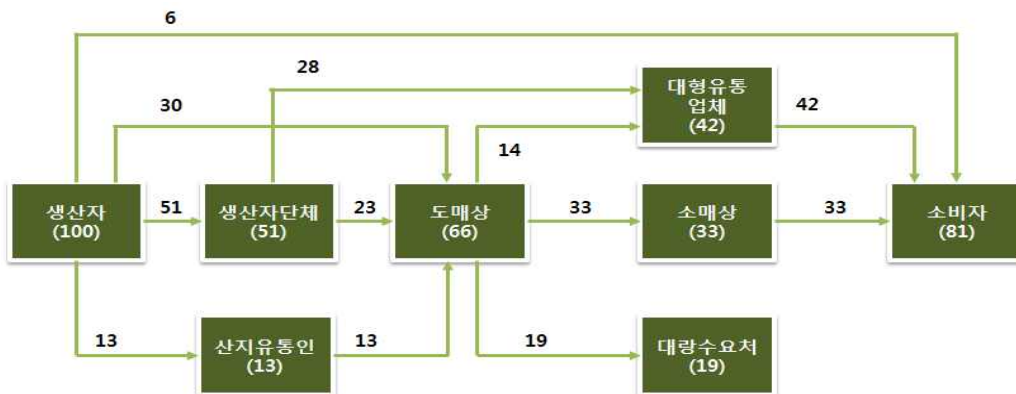 6
28
30
대형유통
업체
(42)
42
14
생산자
(100)
51
생산자단체
(51)
23
도매상
(66)
33
소매상
(33)
33
소비자
(81)
13
산지유통인
(13)
13
19
대랑수요처
(19)